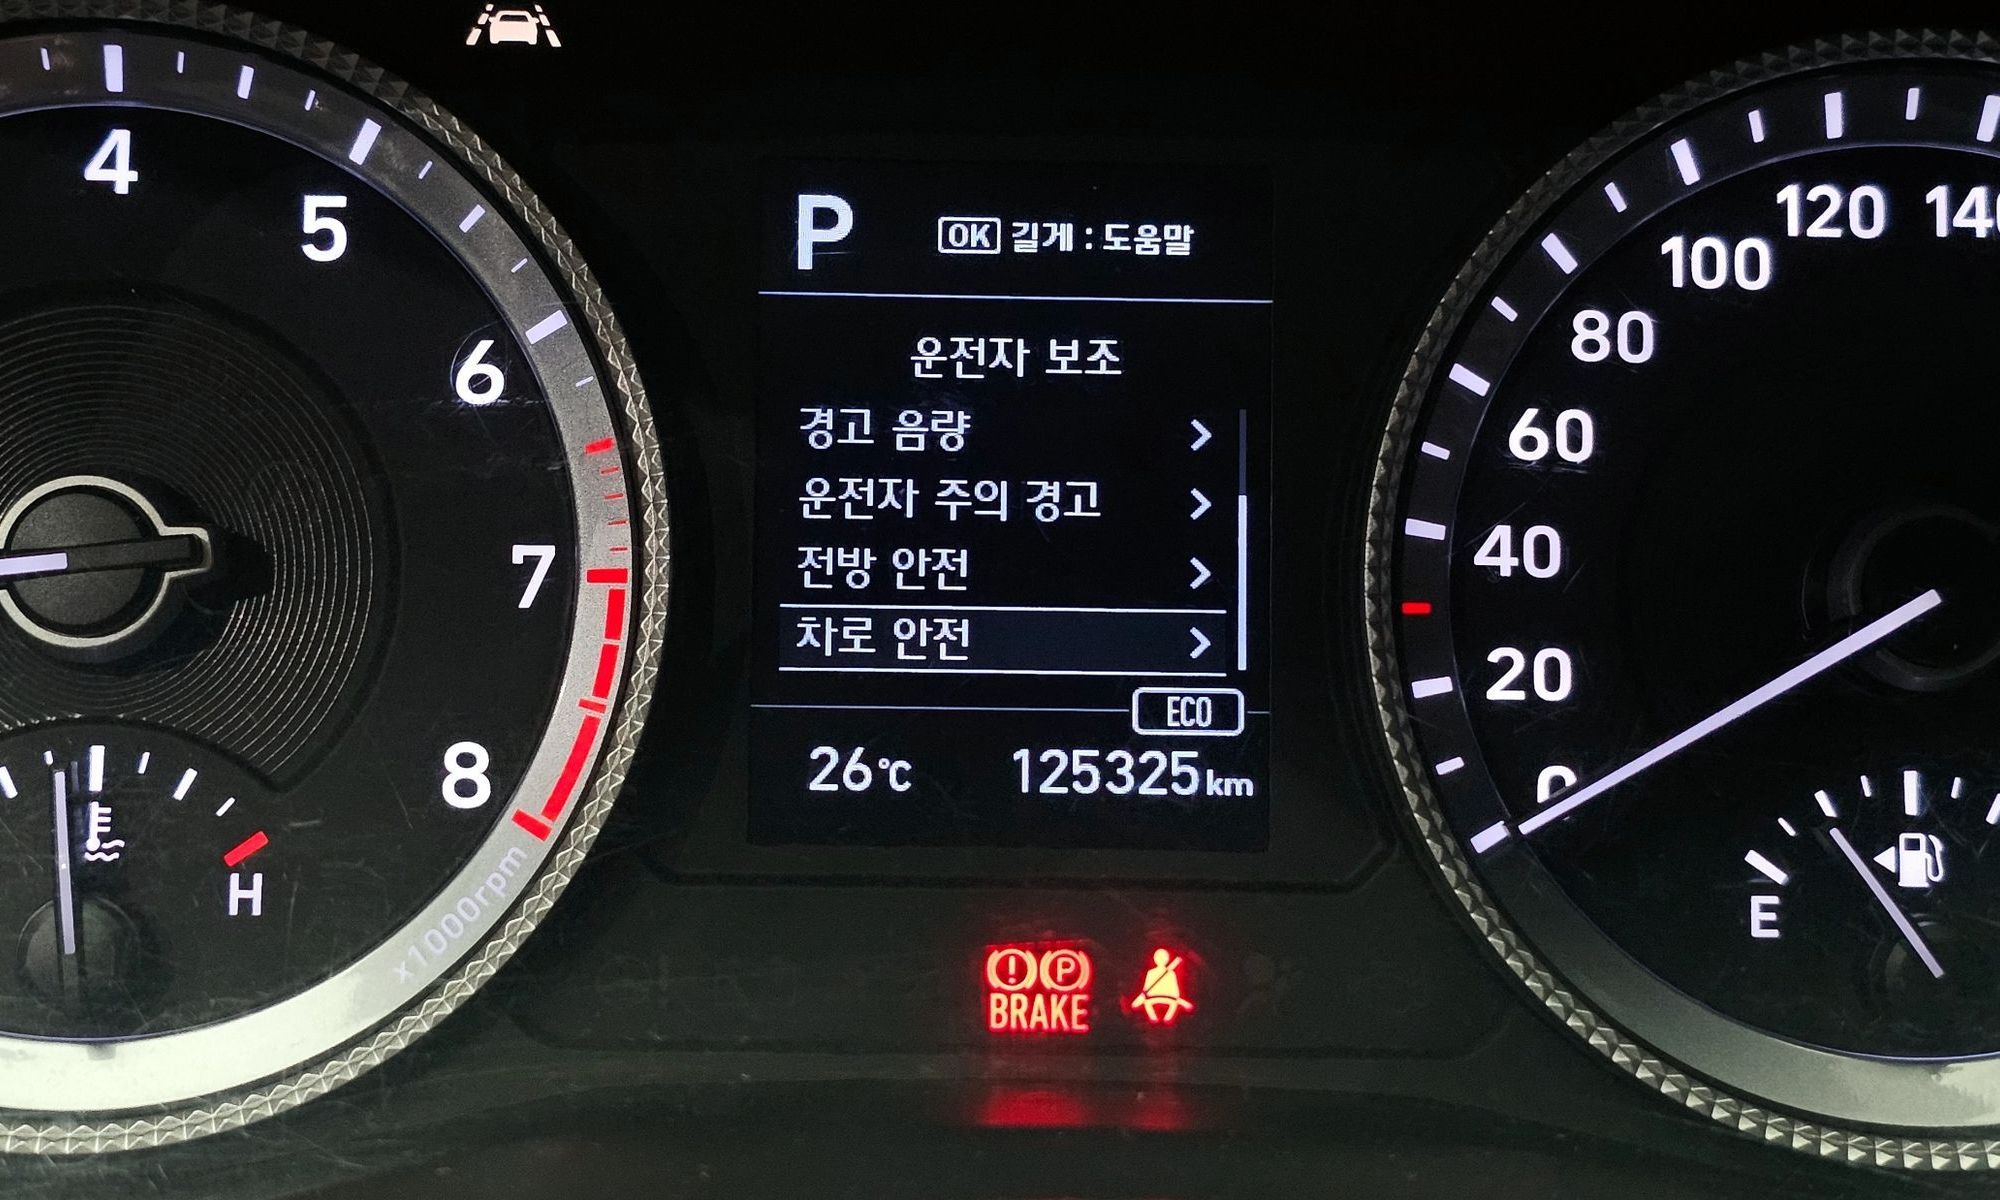 4
5
6
7
8
x1000rpm
H
P
OK 길게 : 도움말
운전자 보조
경고 음량 >
운전자 주의 경고 >
전방 안전 >
차로 안전 >
ECO
26℃ 125325 km
BRAKE
P
0
20
40
60
80
100
120
140
E